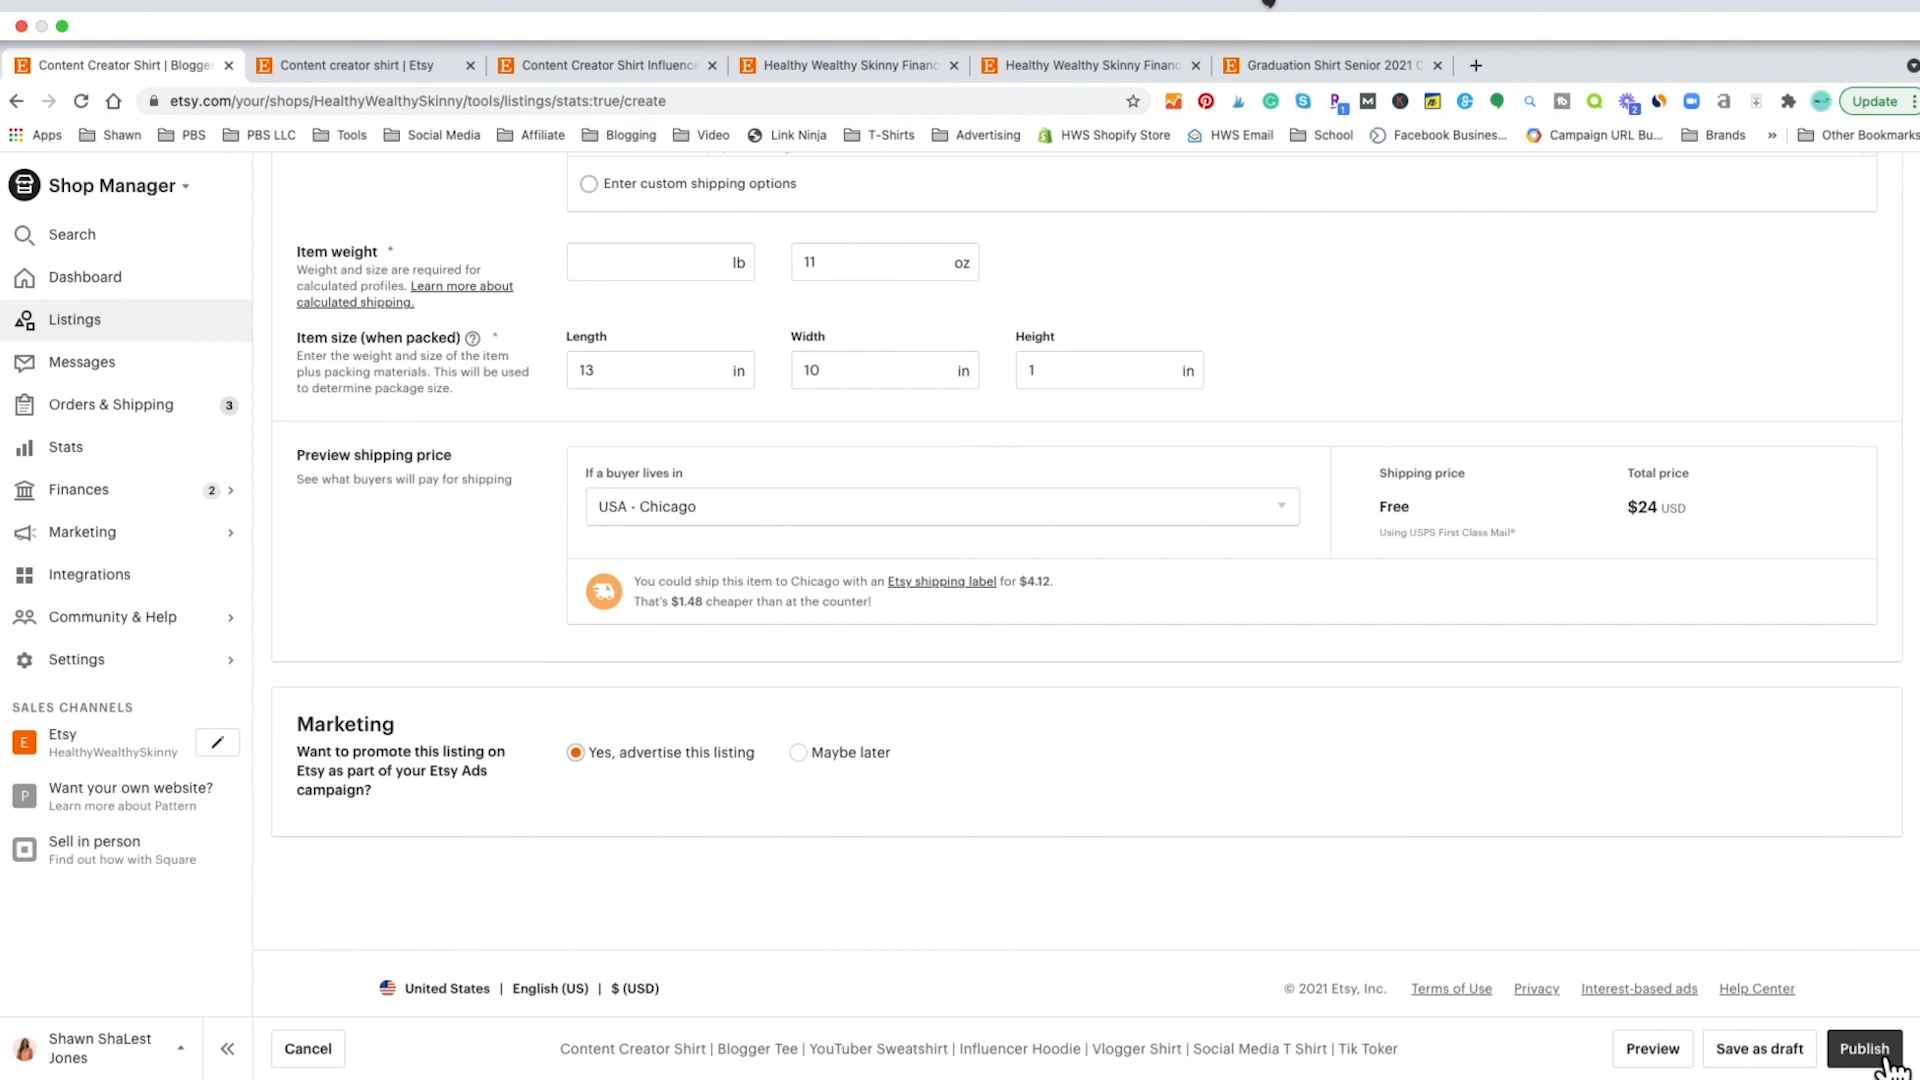 Content Creator Shirt | Blogger
Content creator shirt | Etsy
Content Creator Shirt Influence
Healthy Wealthy Skinny Financ
Healthy Wealthy Skinny Financ
Graduation Shirt Senior 2021 C
etsy.com/your/shops/HealthyWealthySkinny/tools/listings/stats:true/create
Update
Apps
Shawn
PBS
PBS LLC
Tools
Social Media
Affiliate
Blogging
Video
Link Ninja
T-Shirts
Advertising
HWS Shopify Store
HWS Email
School
Facebook Busines...
Campaign URL Bu...
Brands
»
Other Bookmarks
Shop Manager
Search
Dashboard
Listings
Messages
Orders & Shipping 3
Stats
Finances 2
Marketing
Integrations
Community & Help
Settings
SALES CHANNELS
E
Etsy
HealthyWealthySkinny
P
Want your own website?
Learn more about Pattern
Sell in person
Find out how with Square
Shawn ShaLest
Jones
Enter custom shipping options
Item weight *
Weight and size are required for
calculated profiles. Learn more about
calculated shipping.
lb
11 oz
Item size (when packed) ? *
Enter the weight and size of the item
plus packing materials. This will be used
to determine package size.
Length
13 in
Width
10 in
Height
1 in
Preview shipping price
See what buyers will pay for shipping
If a buyer lives in
USA - Chicago
Shipping price
Free
Using USPS First Class Mail®
Total price
$24 USD
You could ship this item to Chicago with an Etsy shipping label for $4.12.
That's $1.48 cheaper than at the counter!
Marketing
Want to promote this listing on
Etsy as part of your Etsy Ads
campaign?
Yes, advertise this listing
Maybe later
United States | English (US) | $ (USD)
© 2021 Etsy, Inc. Terms of Use Privacy Interest-based ads Help Center
Cancel
Content Creator Shirt | Blogger Tee | YouTuber Sweatshirt | Influencer Hoodie | Vlogger Shirt | Social Media T Shirt | Tik Toker
Preview
Save as draft
Publish